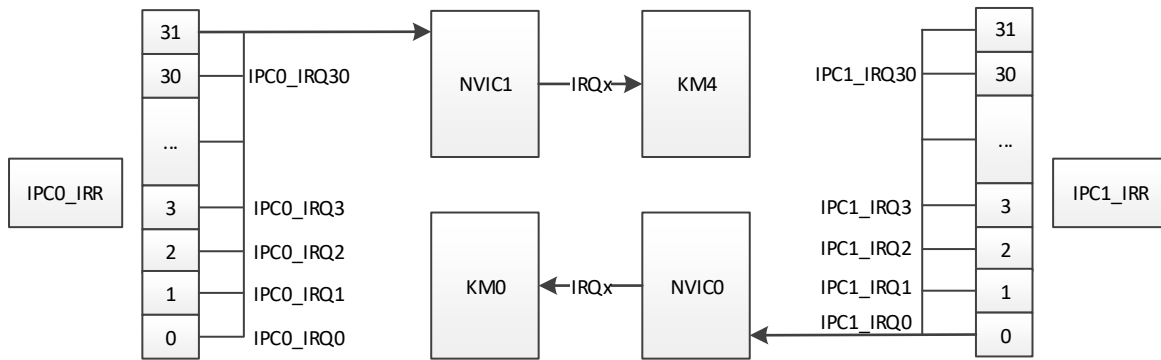 IPC0_IRR
31
30
...
3
2
1
0
IPC0_IRQ30
IPC0_IRQ3
IPC0_IRQ2
IPC0_IRQ1
IPC0_IRQ0
NVIC1
IRQx
KM4
KM0
IRQx
NVIC0
IPC1_IRQ30
IPC1_IRQ3
IPC1_IRQ2
IPC1_IRQ1
IPC1_IRQ0
31
30
...
3
2
1
0
IPC1_IRR